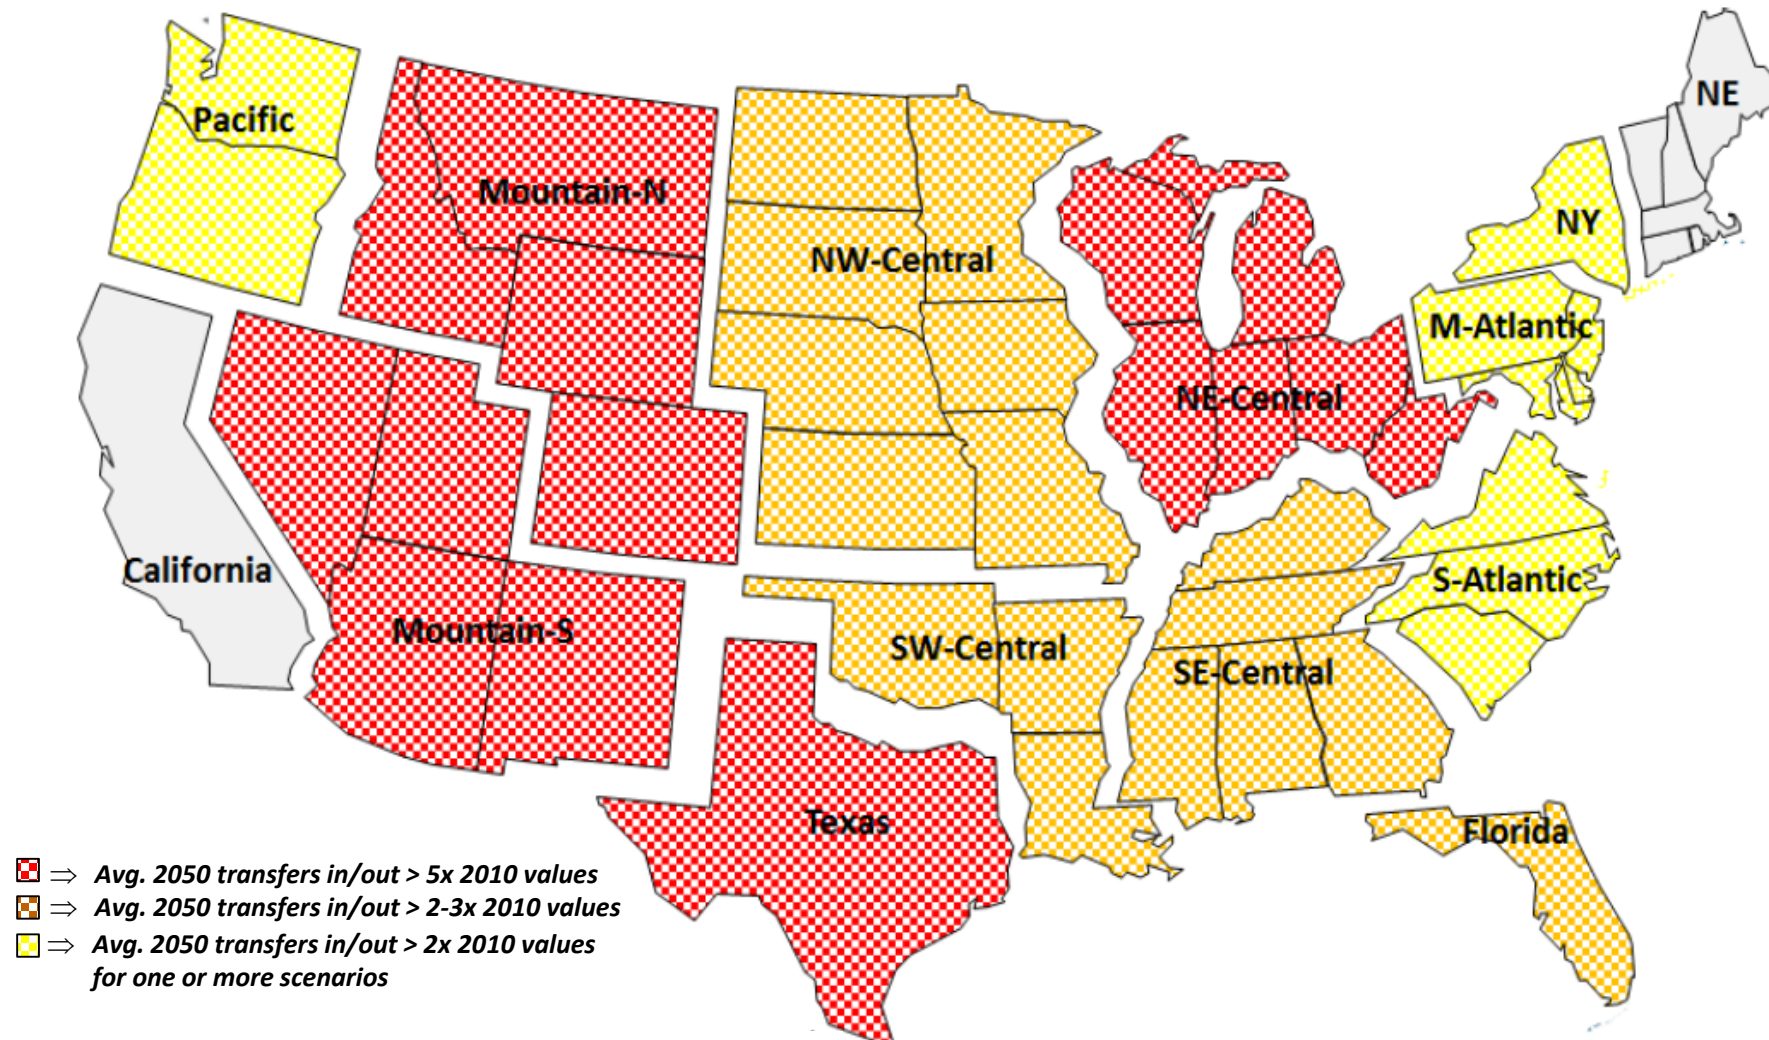 NE
Pacific
Mountain-N
NY
NW-Central
M-Atlantic
NE-Central
California
S-Atlantic
Mountain-S
SW-Central
SE-Central
Texas
Florida
⇒ Avg. 2050 transfers in/out > 5x 2010 values
⇒ Avg. 2050 transfers in/out > 2-3x 2010 values
⇒ Avg. 2050 transfers in/out > 2x 2010 values
for one or more scenarios